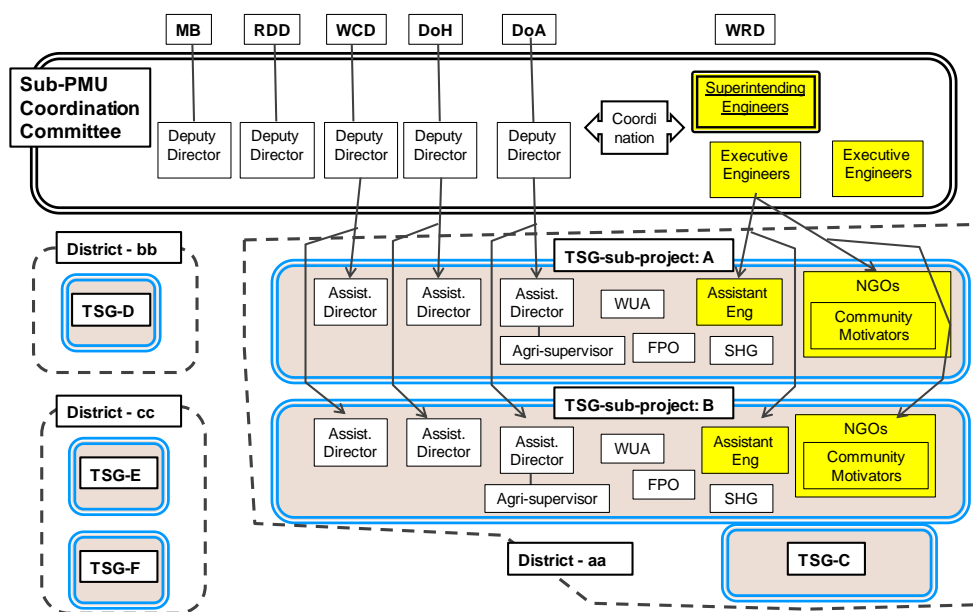 MB
RDD
WCD
DoH
DoA
WRD
Sub-PMU
Coordination
Committee
Deputy
Director
Deputy
Director
Deputy
Director
Deputy
Director
Deputy
Director
Coordi
nation
Superintending
Engineers
Executive
Engineers
Executive
Engineers
District - bb
TSG-D
District - cc
TSG-E
TSG-F
TSG-sub-project: A
Assist.
Director
Assist.
Director
Assist.
Director
Agri-supervisor
WUA
FPO
Assistant
Eng
SHG
NGOs
Community
Motivators
TSG-sub-project: B
Assist.
Director
Assist.
Director
Assist.
Director
Agri-supervisor
WUA
FPO
Assistant
Eng
SHG
NGOs
Community
Motivators
District - aa
TSG-C